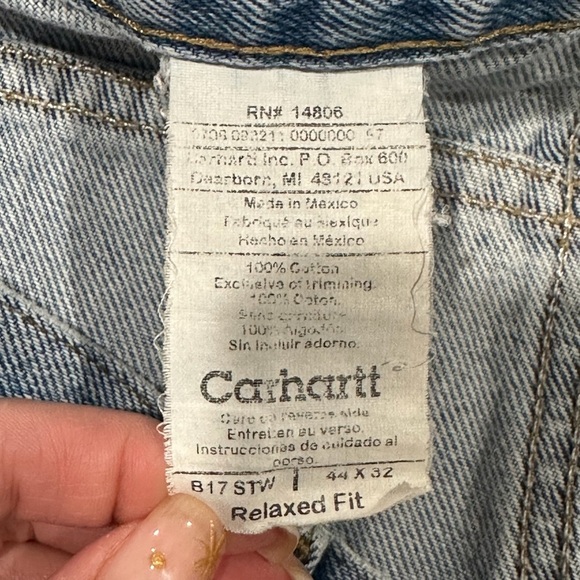 RN# 14806
Carhartt Inc. P.O. Box 600
Dearborn, MI 48121 USA
Made in Mexico
Fabriqué au Mexique
Hecho en México
100% Cotton
Exclusive of trimming.
100% Coton.
Sans garniture
100% Algodón
Sin incluir adorno.
Carhartt
Care on reverse side
Entretien au verso.
Instrucciones de cuidado al
dorso.
B17 STW 44 X 32
Relaxed Fit